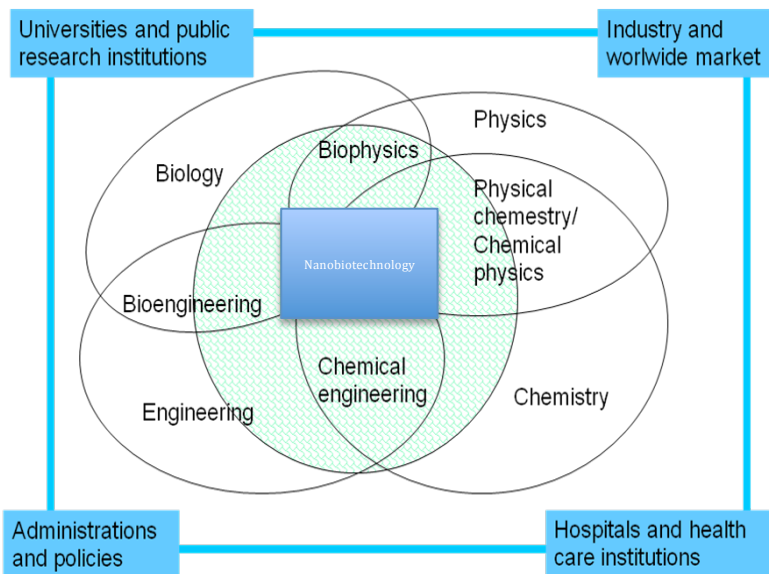 Universities and public
research institutions
Industry and
worlwide market
Physics
Biophysics
Biology
Physical
chemestry/
Chemical
physics
Nanobiotechnology
Bioengineering
Chemical
engineering
Engineering
Chemistry
Administrations
and policies
Hospitals and health
care institutions